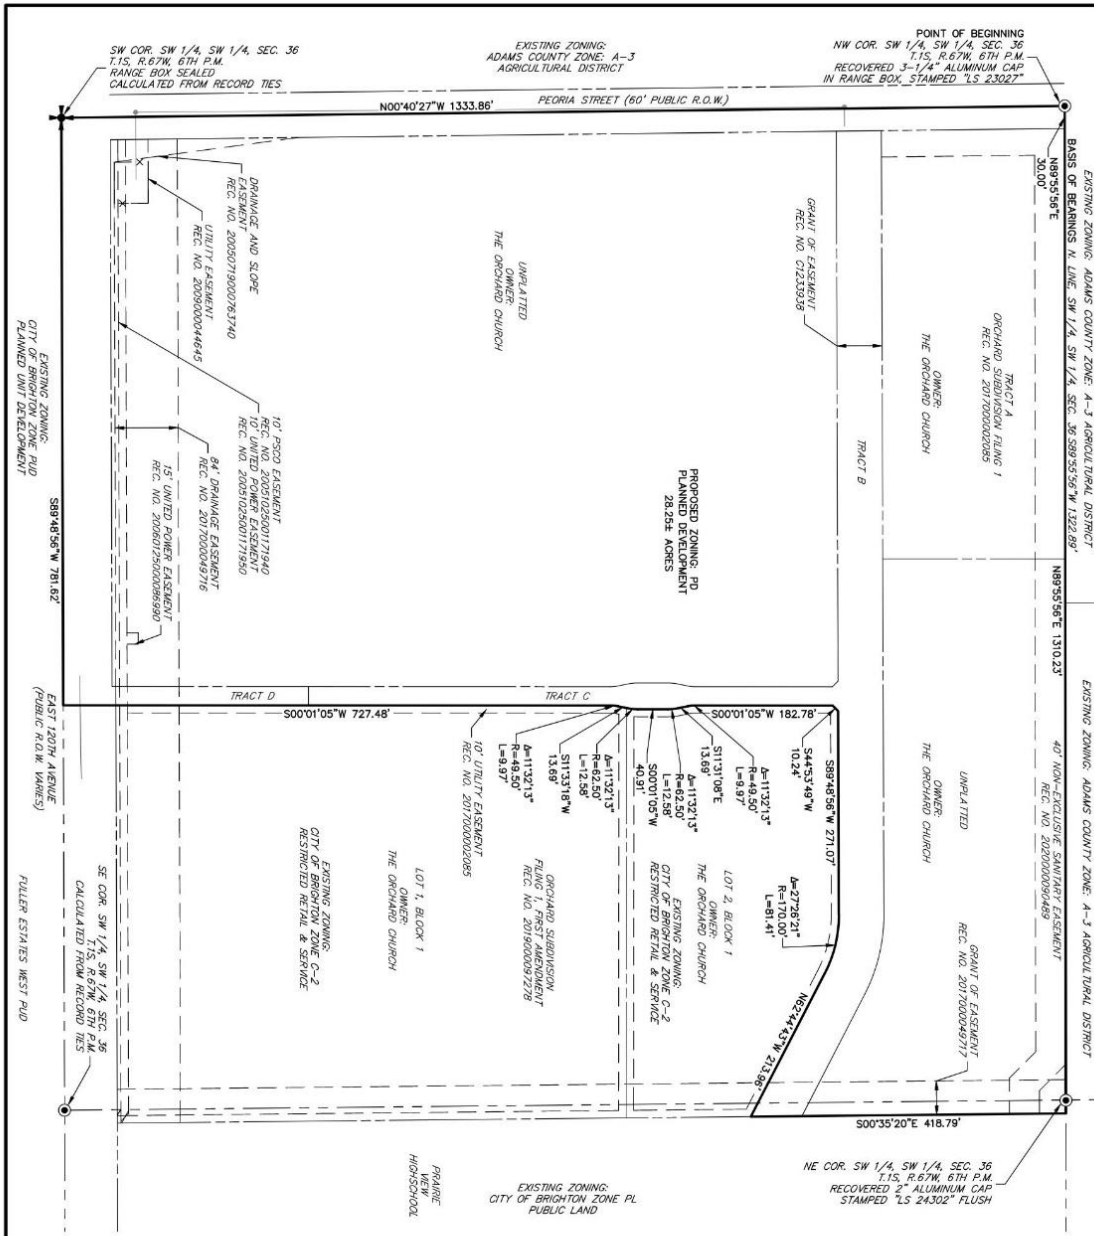 SW COR. SW 1/4, SW 1/4, SEC. 36
T.1S, R.67W, 6TH P.M.
RANGE BOX SEALED
CALCULATED FROM RECORD TIES
EXISTING ZONING:
ADAMS COUNTY ZONE: A-3
AGRICULTURAL DISTRICT
POINT OF BEGINNING
NW COR. SW 1/4, SW 1/4, SEC. 36
T.1S, R.67W, 6TH P.M.
RECOVERED 3-1/4" ALUMINUM CAP
IN RANGE BOX, STAMPED "LS 23027"
N00°40'27"W 1333.86'
PEORIA STREET (60' PUBLIC R.O.W.)
N89°55'56"E
30.00'
BASIS OF BEARINGS N. LINE, SW 1/4, SW 1/4, SEC. 36 S89°55'56"W 1322.89'
EXISTING ZONING: ADAMS COUNTY ZONE: A-3 AGRICULTURAL DISTRICT
DRAINAGE AND SLOPE
EASEMENT
REC. NO. 20050719000763740
UTILITY EASEMENT
REC. NO. 2009000044645
UNPLATTED
OWNER:
THE ORCHARD CHURCH
GRANT OF EASEMENT
REC. NO. C1233938
TRACT A
ORCHARD SUBDIVISION FILING 1
REC. NO. 2017000002085
OWNER:
THE ORCHARD CHURCH
EXISTING ZONING:
CITY OF BRIGHTON ZONE PUD
PLANNED UNIT DEVELOPMENT
10' PSCO EASEMENT
REC. NO. 20051025001171940
10' UNITED POWER EASEMENT
REC. NO. 20051025001171950
84' DRAINAGE EASEMENT
REC. NO. 2017000049716
15' UNITED POWER EASEMENT
REC. NO. 20060125000086990
PROPOSED ZONING: PD
PLANNED DEVELOPMENT
28.25± ACRES
TRACT B
S89°48'56"W 781.62'
N89°55'56"E 1310.23'
EAST 120TH AVENUE
(PUBLIC R.O.W. VARIES)
TRACT D
TRACT C
S00°01'05"W 727.48'
S00°01'05"W 182.78'
10' UTILITY EASEMENT
REC. NO. 2017000002085
Δ=11°32'13"
R=49.50'
L=9.97'
S11°33'18"W
13.69'
Δ=11°32'13"
R=62.50'
L=12.58'
S00°01'05"W
40.91'
Δ=11°32'13"
R=62.50'
L=12.58'
S11°31'08"E
13.69'
Δ=11°32'13"
R=49.50'
L=9.97'
S44°53'49"W
10.24'
S89°48'56"W 271.07'
Δ=27°26'21"
R=170.00'
L=81.41'
N62°44'43"W 213.96'
UNPLATTED
OWNER:
THE ORCHARD CHURCH
40' NON-EXCLUSIVE SANITARY EASEMENT
REC. NO. 2020000090489
EXISTING ZONING: ADAMS COUNTY ZONE: A-3 AGRICULTURAL DISTRICT
GRANT OF EASEMENT
REC. NO. 2017000049717
LOT 2, BLOCK 1
OWNER:
THE ORCHARD CHURCH
EXISTING ZONING:
CITY OF BRIGHTON ZONE C-2
RESTRICTED RETAIL & SERVICE
ORCHARD SUBDIVISION
FILING 1, FIRST AMENDMENT
REC. NO. 2019000097278
LOT 1, BLOCK 1
OWNER:
THE ORCHARD CHURCH
EXISTING ZONING:
CITY OF BRIGHTON ZONE C-2
RESTRICTED RETAIL & SERVICE
SE COR. SW 1/4, SW 1/4, SEC. 36
T.1S, R.67W, 6TH P.M.
CALCULATED FROM RECORD TIES
FULLER ESTATES WEST PUD
S00°35'20"E 418.79'
PRAIRIE
VIEW
HIGHSCHOOL
EXISTING ZONING:
CITY OF BRIGHTON ZONE PL
PUBLIC LAND
NE COR. SW 1/4, SW 1/4, SEC. 36
T.1S, R.67W, 6TH P.M.
RECOVERED 2" ALUMINUM CAP
STAMPED "LS 24302" FLUSH